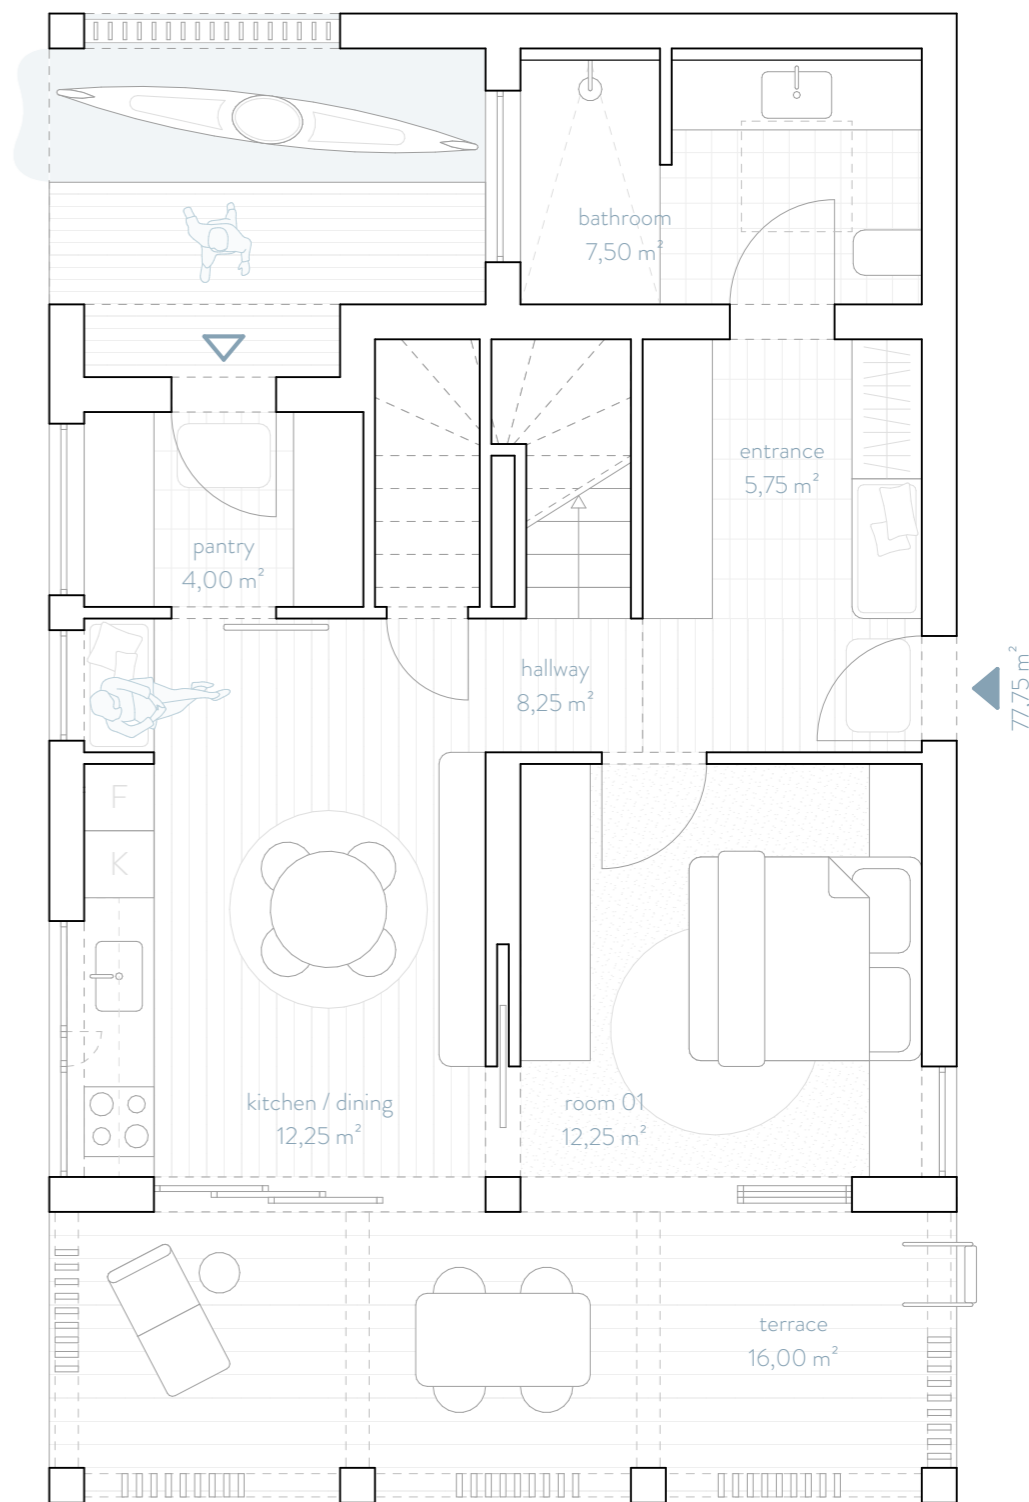 bathroom
7,50 m²
entrance
5,75 m²
pantry
4,00 m²
hallway
8,25 m²
77,75 m²
F
K
kitchen / dining
12,25 m²
room 01
12,25 m²
terrace
16,00 m²